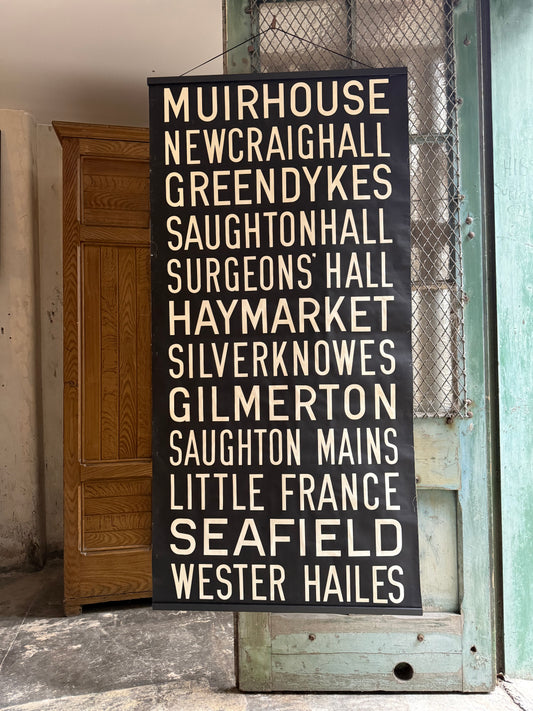 MUIRHOUSE
NEWCRAIGHALL
GREENDYKES
SAUGHTONHALL
SURGEONS' HALL
HAYMARKET
SILVERKNOWES
GILMERTON
SAUGHTON MAINS
LITTLE FRANCE
SEAFIELD
WESTER HAILES